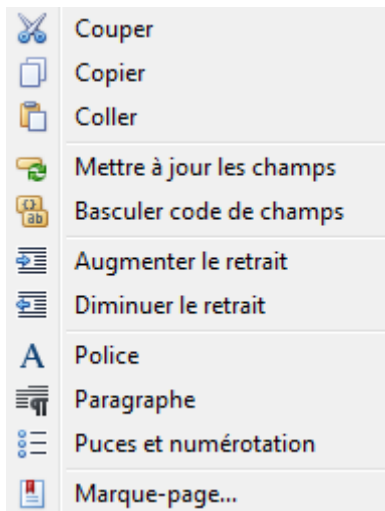 Couper
Copier
Coller
Mettre à jour les champs
Basculer code de champs
Augmenter le retrait
Diminuer le retrait
Police
Paragraphe
Puces et numérotation
Marque-page...